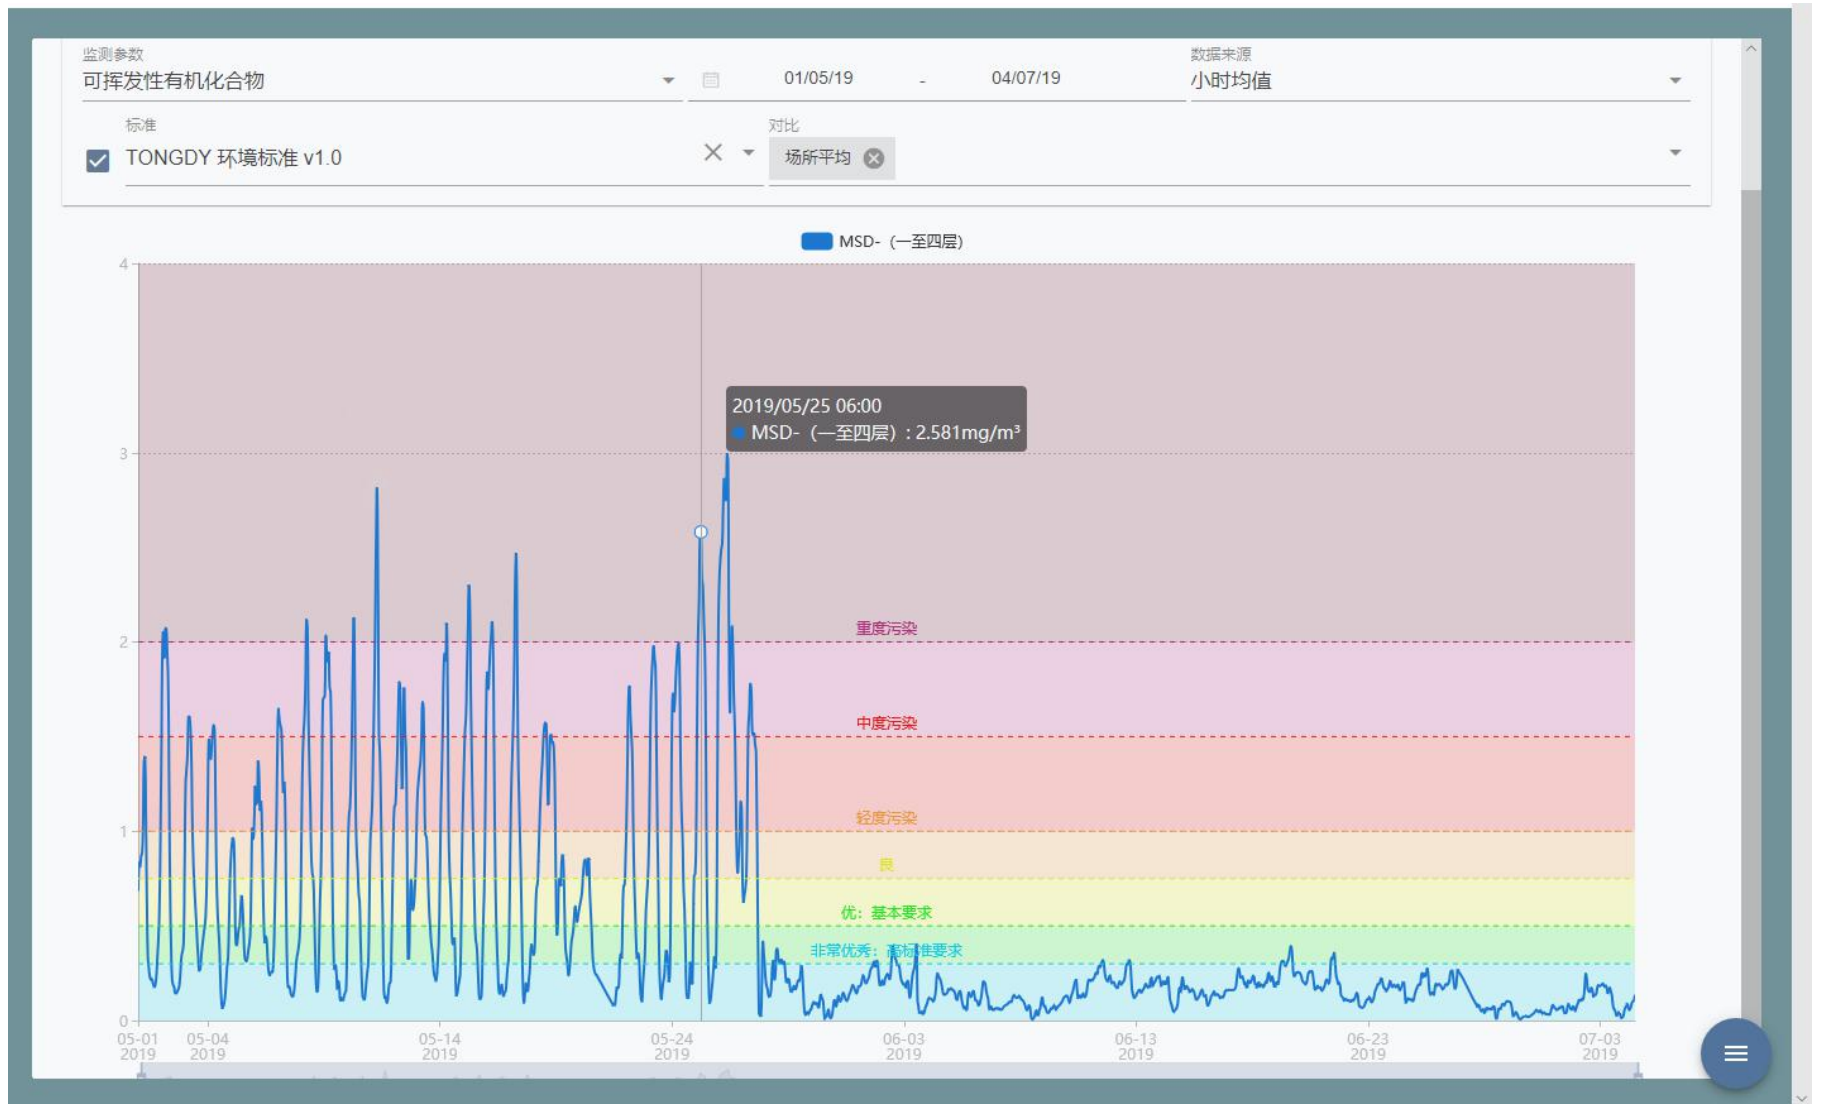 监测参数
可挥发性有机化合物
01/05/19 - 04/07/19
数据来源
小时均值
标准
TONGDY 环境标准 v1.0
对比
场所平均
MSD-（一至四层）
4
2019/05/25 06:00
MSD-（一至四层）: 2.581mg/m³
3
重度污染
2
中度污染
轻度污染
1
良
优：基本要求
非常优秀：高标准要求
0
05-01 05-04 05-14 05-24 06-03 06-13 06-23 07-03
2019 2019 2019 2019 2019 2019 2019 2019